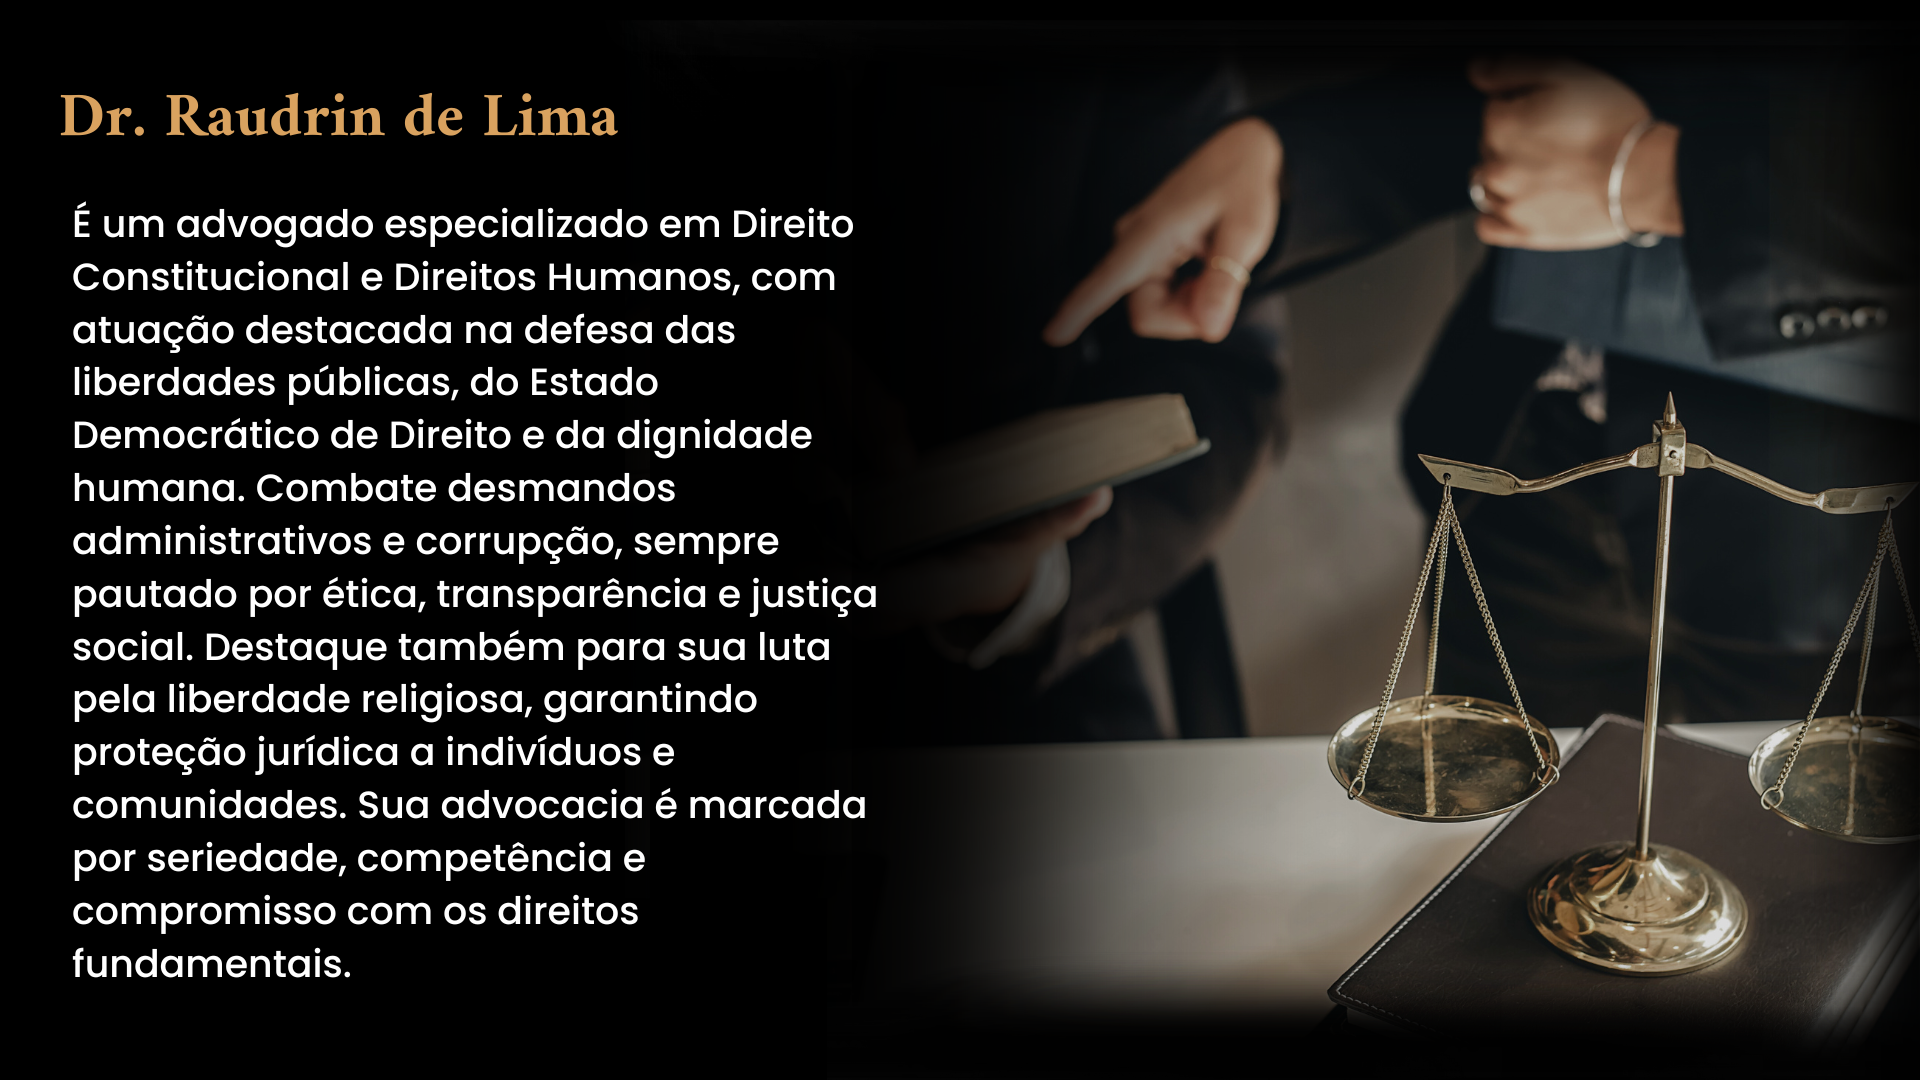 Dr. Raudrin de Lima
É um advogado especializado em Direito
Constitucional e Direitos Humanos, com
atuação destacada na defesa das
liberdades públicas, do Estado
Democrático de Direito e da dignidade
humana. Combate desmandos
administrativos e corrupção, sempre
pautado por ética, transparência e justiça
social. Destaque também para sua luta
pela liberdade religiosa, garantindo
proteção jurídica a indivíduos e
comunidades. Sua advocacia é marcada
por seriedade, competência e
compromisso com os direitos
fundamentais.